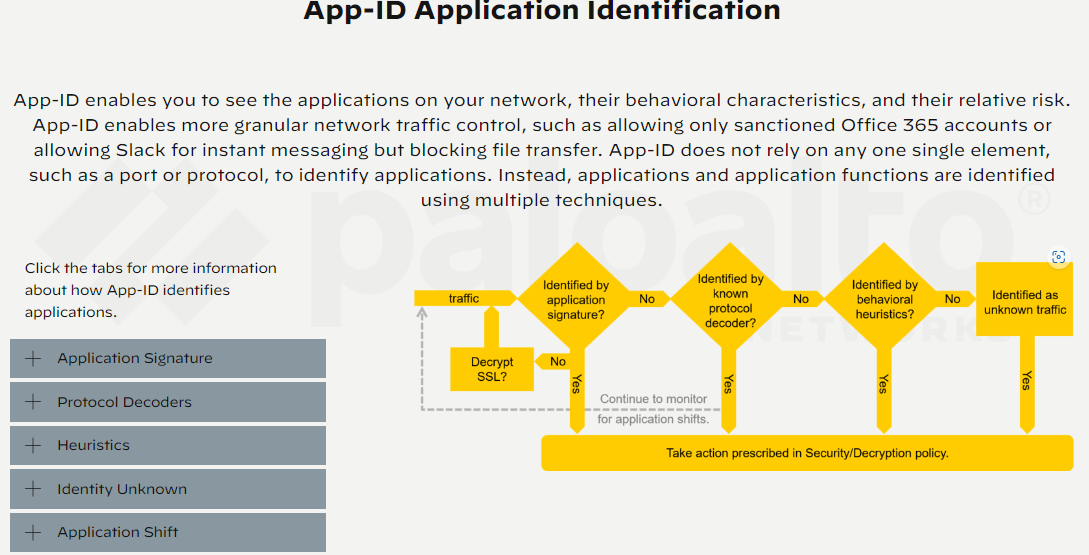 App-ID Application Identification
App-ID enables you to see the applications on your network, their behavioral characteristics, and their relative risk.
App-ID enables more granular network traffic control, such as allowing only sanctioned Office 365 accounts or
allowing Slack for instant messaging but blocking file transfer. App-ID does not rely on any one single element,
such as a port or protocol, to identify applications. Instead, applications and application functions are identified
using multiple techniques.
paloalto®
NETWORKS
Click the tabs for more information
about how App-ID identifies
applications.
+ Application Signature
+ Protocol Decoders
+ Heuristics
+ Identity Unknown
+ Application Shift
traffic
Identified by
application
signature?
No
Identified by
known
protocol
decoder?
No
Identified by
behavioral
heuristics?
No
Identified as
unknown traffic
Decrypt
SSL?
No
Yes
Yes
Yes
Yes
Continue to monitor
for application shifts.
Take action prescribed in Security/Decryption policy.